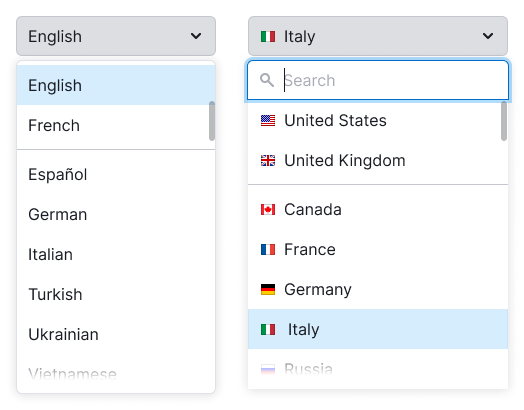 English
English
French
Español
German
Italian
Turkish
Ukrainian
Vietnamese
Italy
Search
United States
United Kingdom
Canada
France
Germany
Italy
Russia